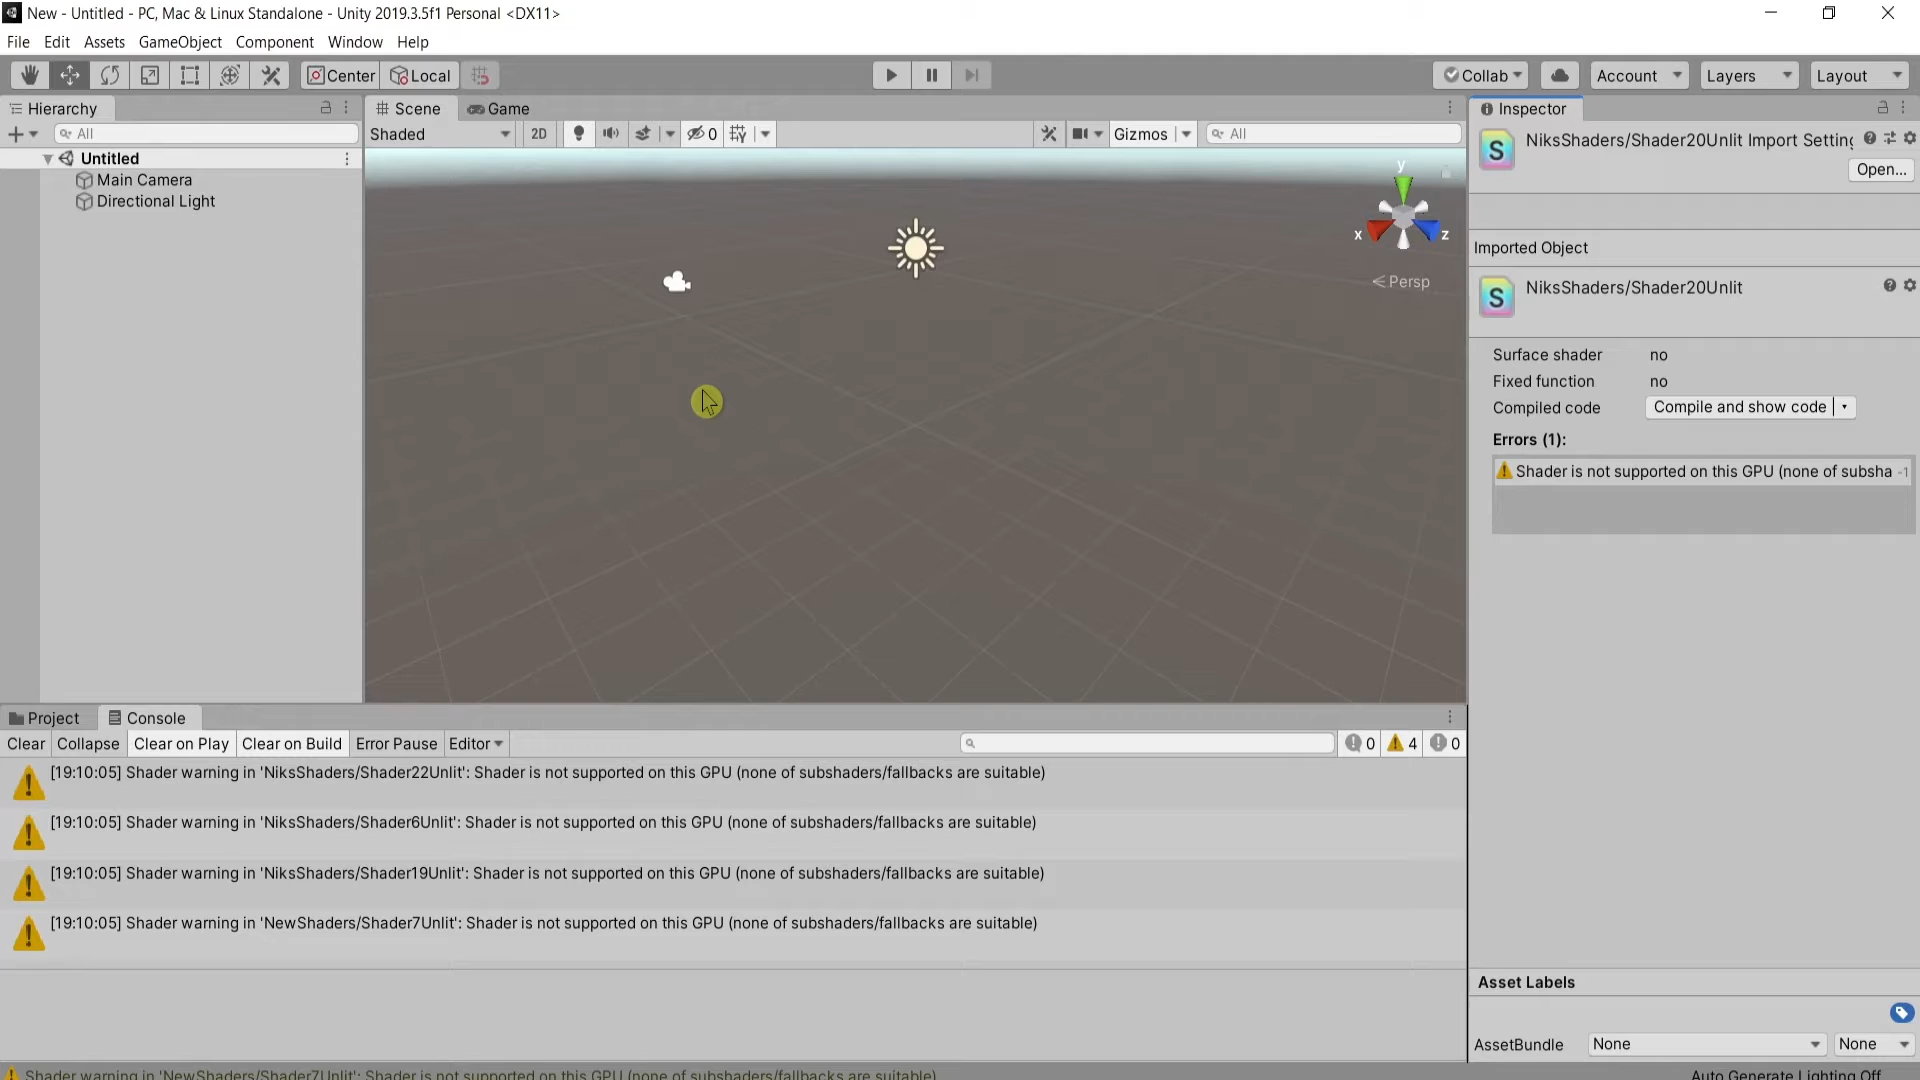 New - Untitled - PC, Mac & Linux Standalone - Unity 2019.3.5f1 Personal <DX11>
File Edit Assets GameObject Component Window Help
Center Local Collab Account Layers Layout
Hierarchy Scene Game Inspector
All Shaded 2D 0 Gizmos All
NiksShaders/Shader20Unlit Import Setting
Open...
Untitled
Main Camera
Directional Light
y
x z
Persp
Imported Object
NiksShaders/Shader20Unlit
Surface shader no
Fixed function no
Compiled code Compile and show code
Errors (1):
Shader is not supported on this GPU (none of subsha -1
Project Console
Clear Collapse Clear on Play Clear on Build Error Pause Editor 0 4 0
[19:10:05] Shader warning in 'NiksShaders/Shader22Unlit': Shader is not supported on this GPU (none of subshaders/fallbacks are suitable)
[19:10:05] Shader warning in 'NiksShaders/Shader6Unlit': Shader is not supported on this GPU (none of subshaders/fallbacks are suitable)
[19:10:05] Shader warning in 'NiksShaders/Shader19Unlit': Shader is not supported on this GPU (none of subshaders/fallbacks are suitable)
[19:10:05] Shader warning in 'NewShaders/Shader7Unlit': Shader is not supported on this GPU (none of subshaders/fallbacks are suitable)
Asset Labels
AssetBundle None None
Shader warning in 'NewShaders/Shader7Unlit': Shader is not supported on this GPU (none of subshaders/fallbacks are suitable)
Auto Generate Lighting Off